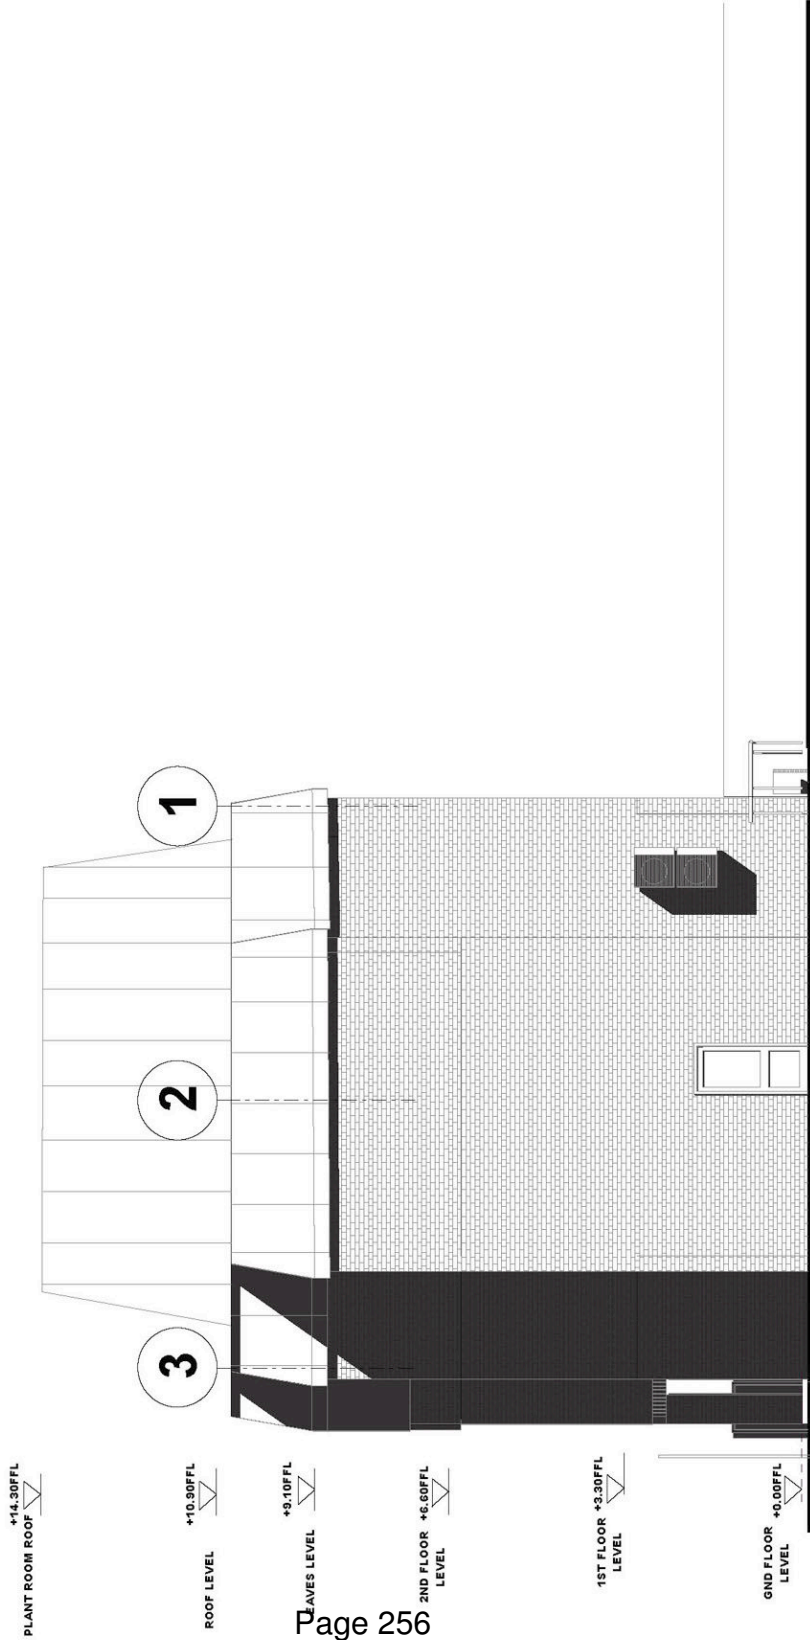 3
2
1
+14.30FFL
PLANT ROOM ROOF
+10.90FFL
ROOF LEVEL
+9.10FFL
EAVES LEVEL
+6.60FFL
2ND FLOOR
LEVEL
+3.30FFL
1ST FLOOR
LEVEL
+0.00FFL
GND FLOOR
LEVEL
Page 256